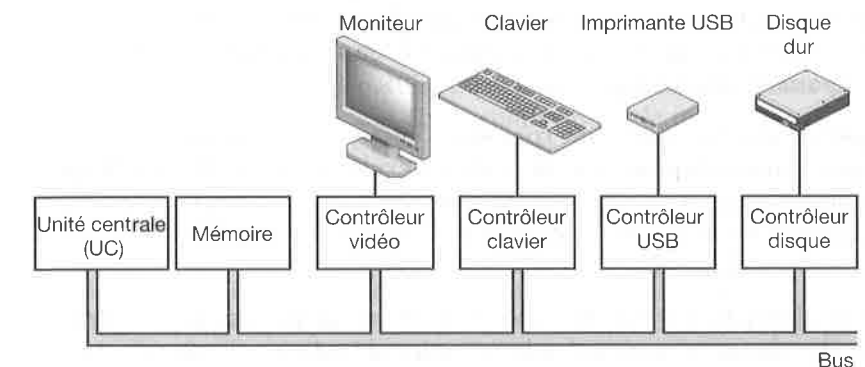 Moniteur Clavier Imprimante USB Disque
dur
Unité centrale
(UC)
Mémoire
Contrôleur
vidéo
Contrôleur
clavier
Contrôleur
USB
Contrôleur
disque
Bus